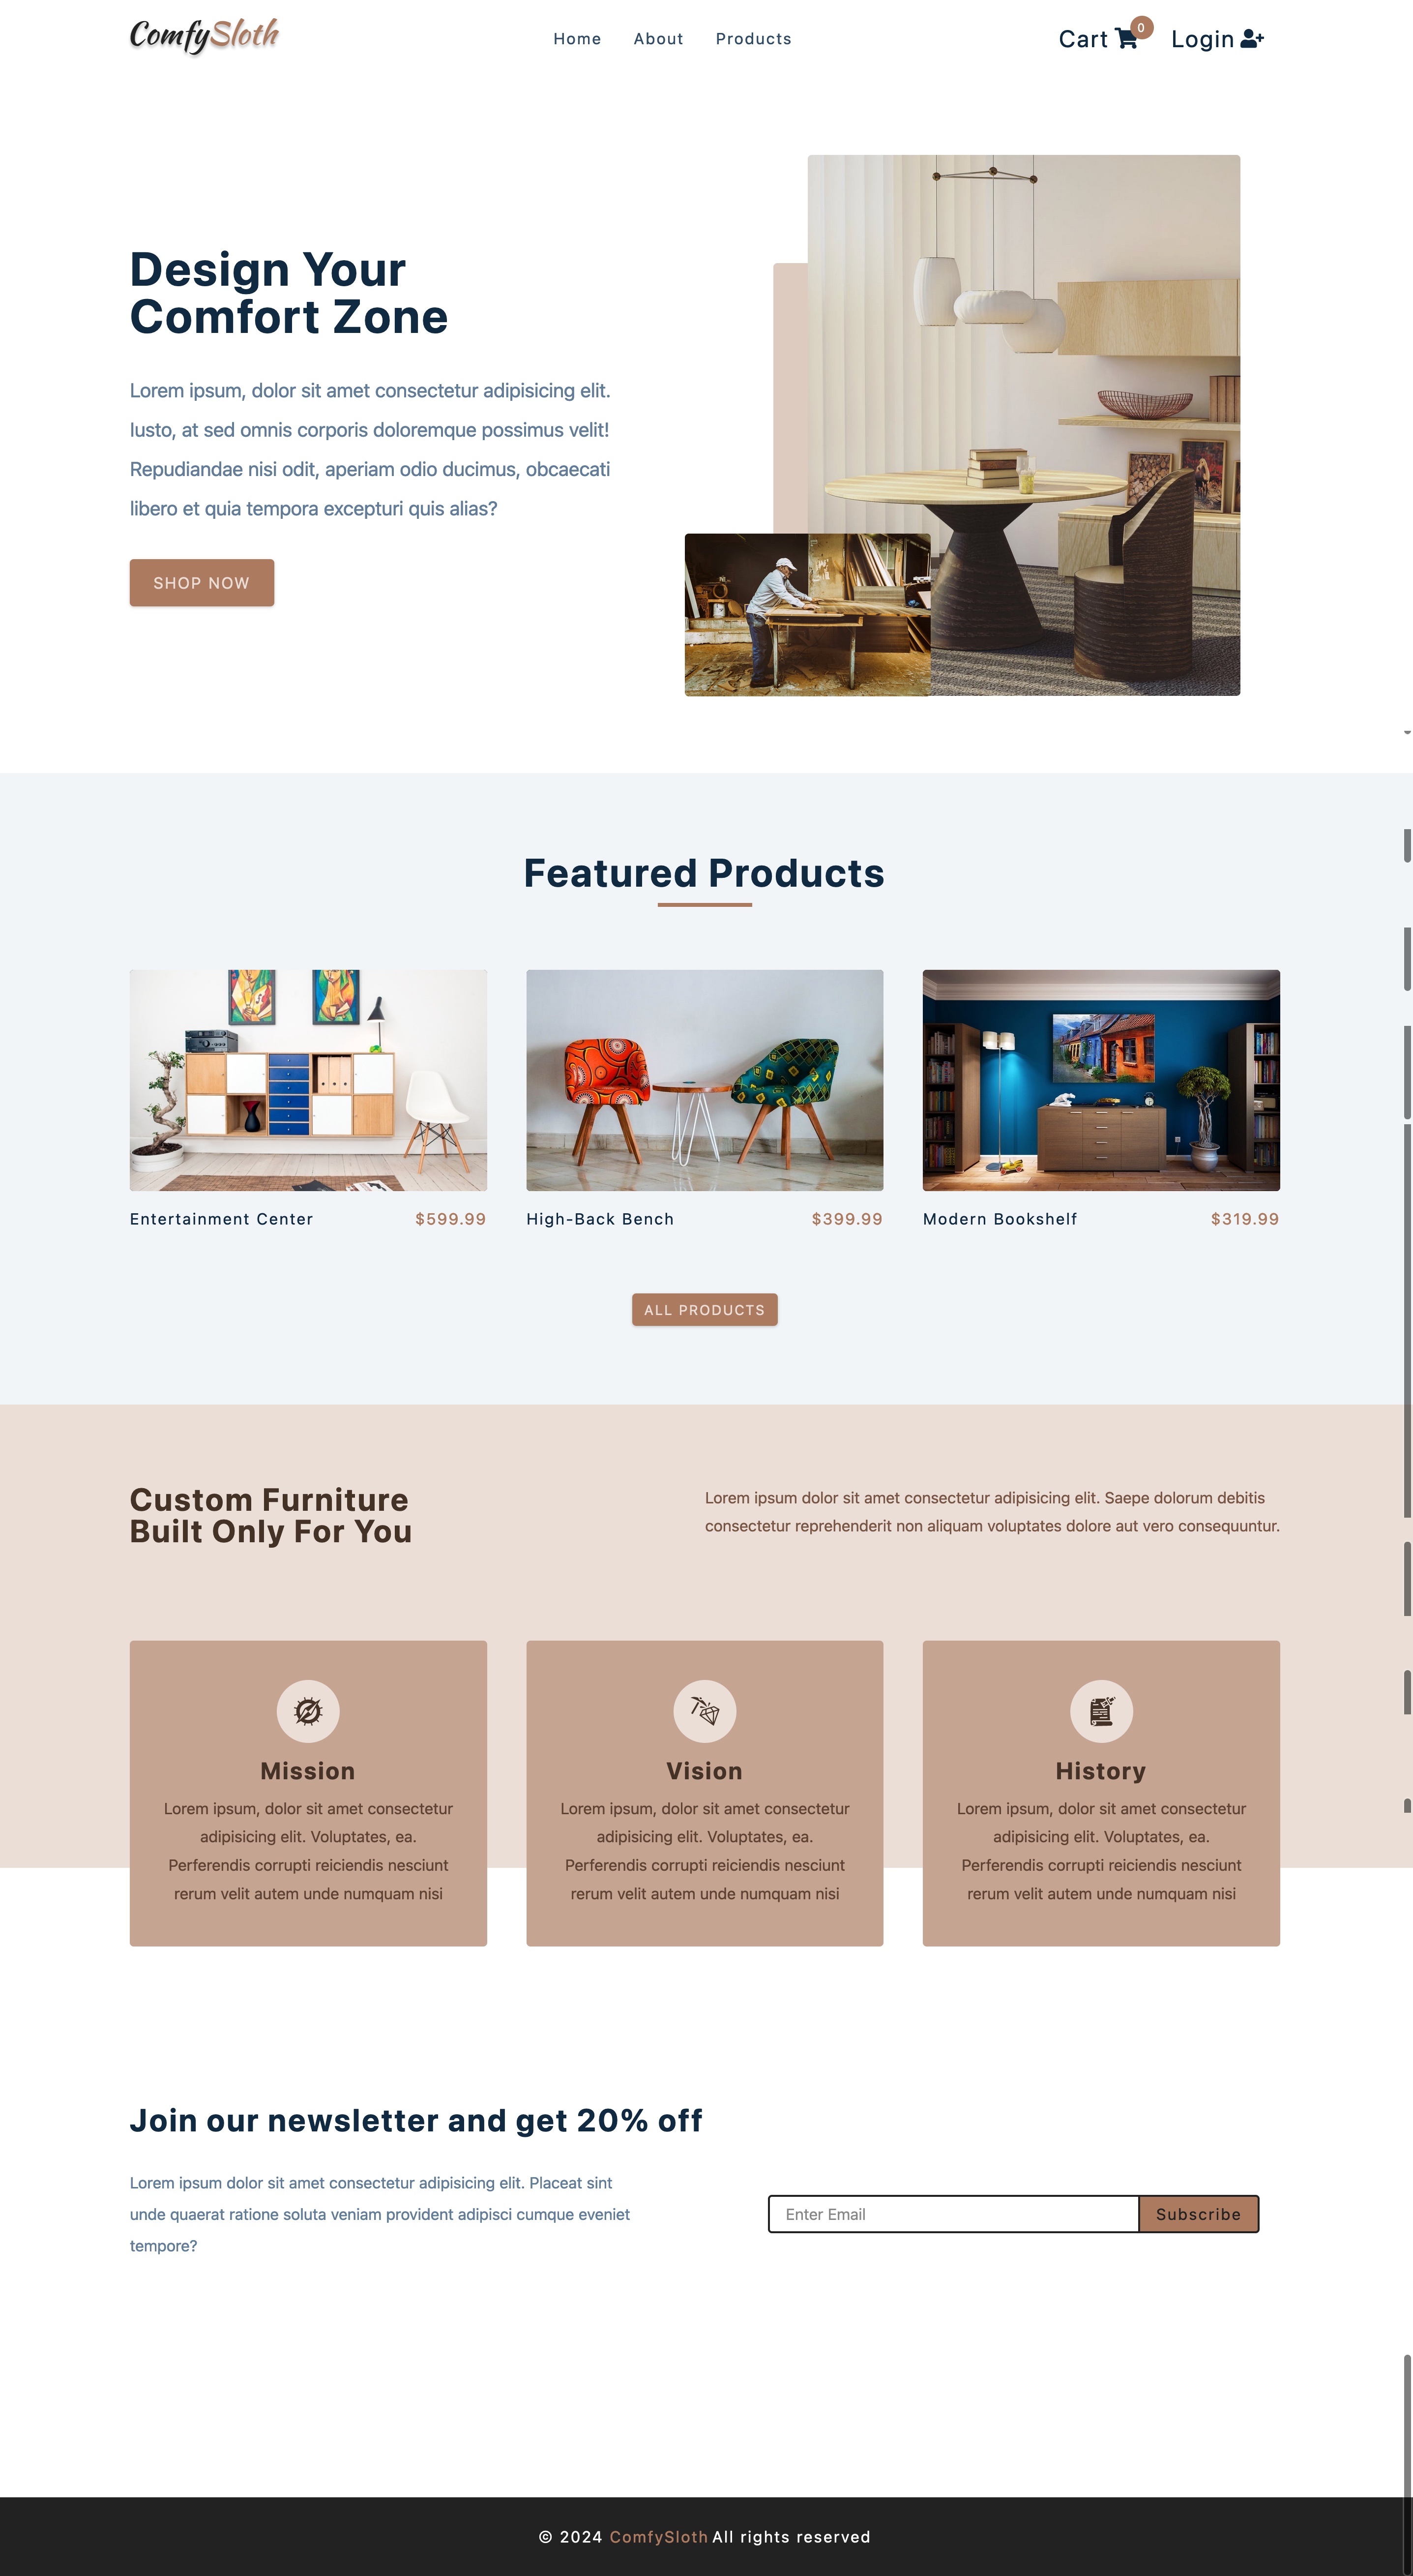 ComfySloth
Home About Products
Cart 0 Login
Design Your
Comfort Zone
Lorem ipsum, dolor sit amet consectetur adipisicing elit.
Iusto, at sed omnis corporis doloremque possimus velit!
Repudiandae nisi odit, aperiam odio ducimus, obcaecati
libero et quia tempora excepturi quis alias?
SHOP NOW
Featured Products
Entertainment Center $599.99
High-Back Bench $399.99
Modern Bookshelf $319.99
ALL PRODUCTS
Custom Furniture
Built Only For You
Lorem ipsum dolor sit amet consectetur adipisicing elit. Saepe dolorum debitis
consectetur reprehenderit non aliquam voluptates dolore aut vero consequuntur.
Mission
Lorem ipsum, dolor sit amet consectetur
adipisicing elit. Voluptates, ea.
Perferendis corrupti reiciendis nesciunt
rerum velit autem unde numquam nisi
Vision
Lorem ipsum, dolor sit amet consectetur
adipisicing elit. Voluptates, ea.
Perferendis corrupti reiciendis nesciunt
rerum velit autem unde numquam nisi
History
Lorem ipsum, dolor sit amet consectetur
adipisicing elit. Voluptates, ea.
Perferendis corrupti reiciendis nesciunt
rerum velit autem unde numquam nisi
Join our newsletter and get 20% off
Lorem ipsum dolor sit amet consectetur adipisicing elit. Placeat sint
unde quaerat ratione soluta veniam provident adipisci cumque eveniet
tempore?
Enter Email
Subscribe
© 2024 ComfySloth All rights reserved